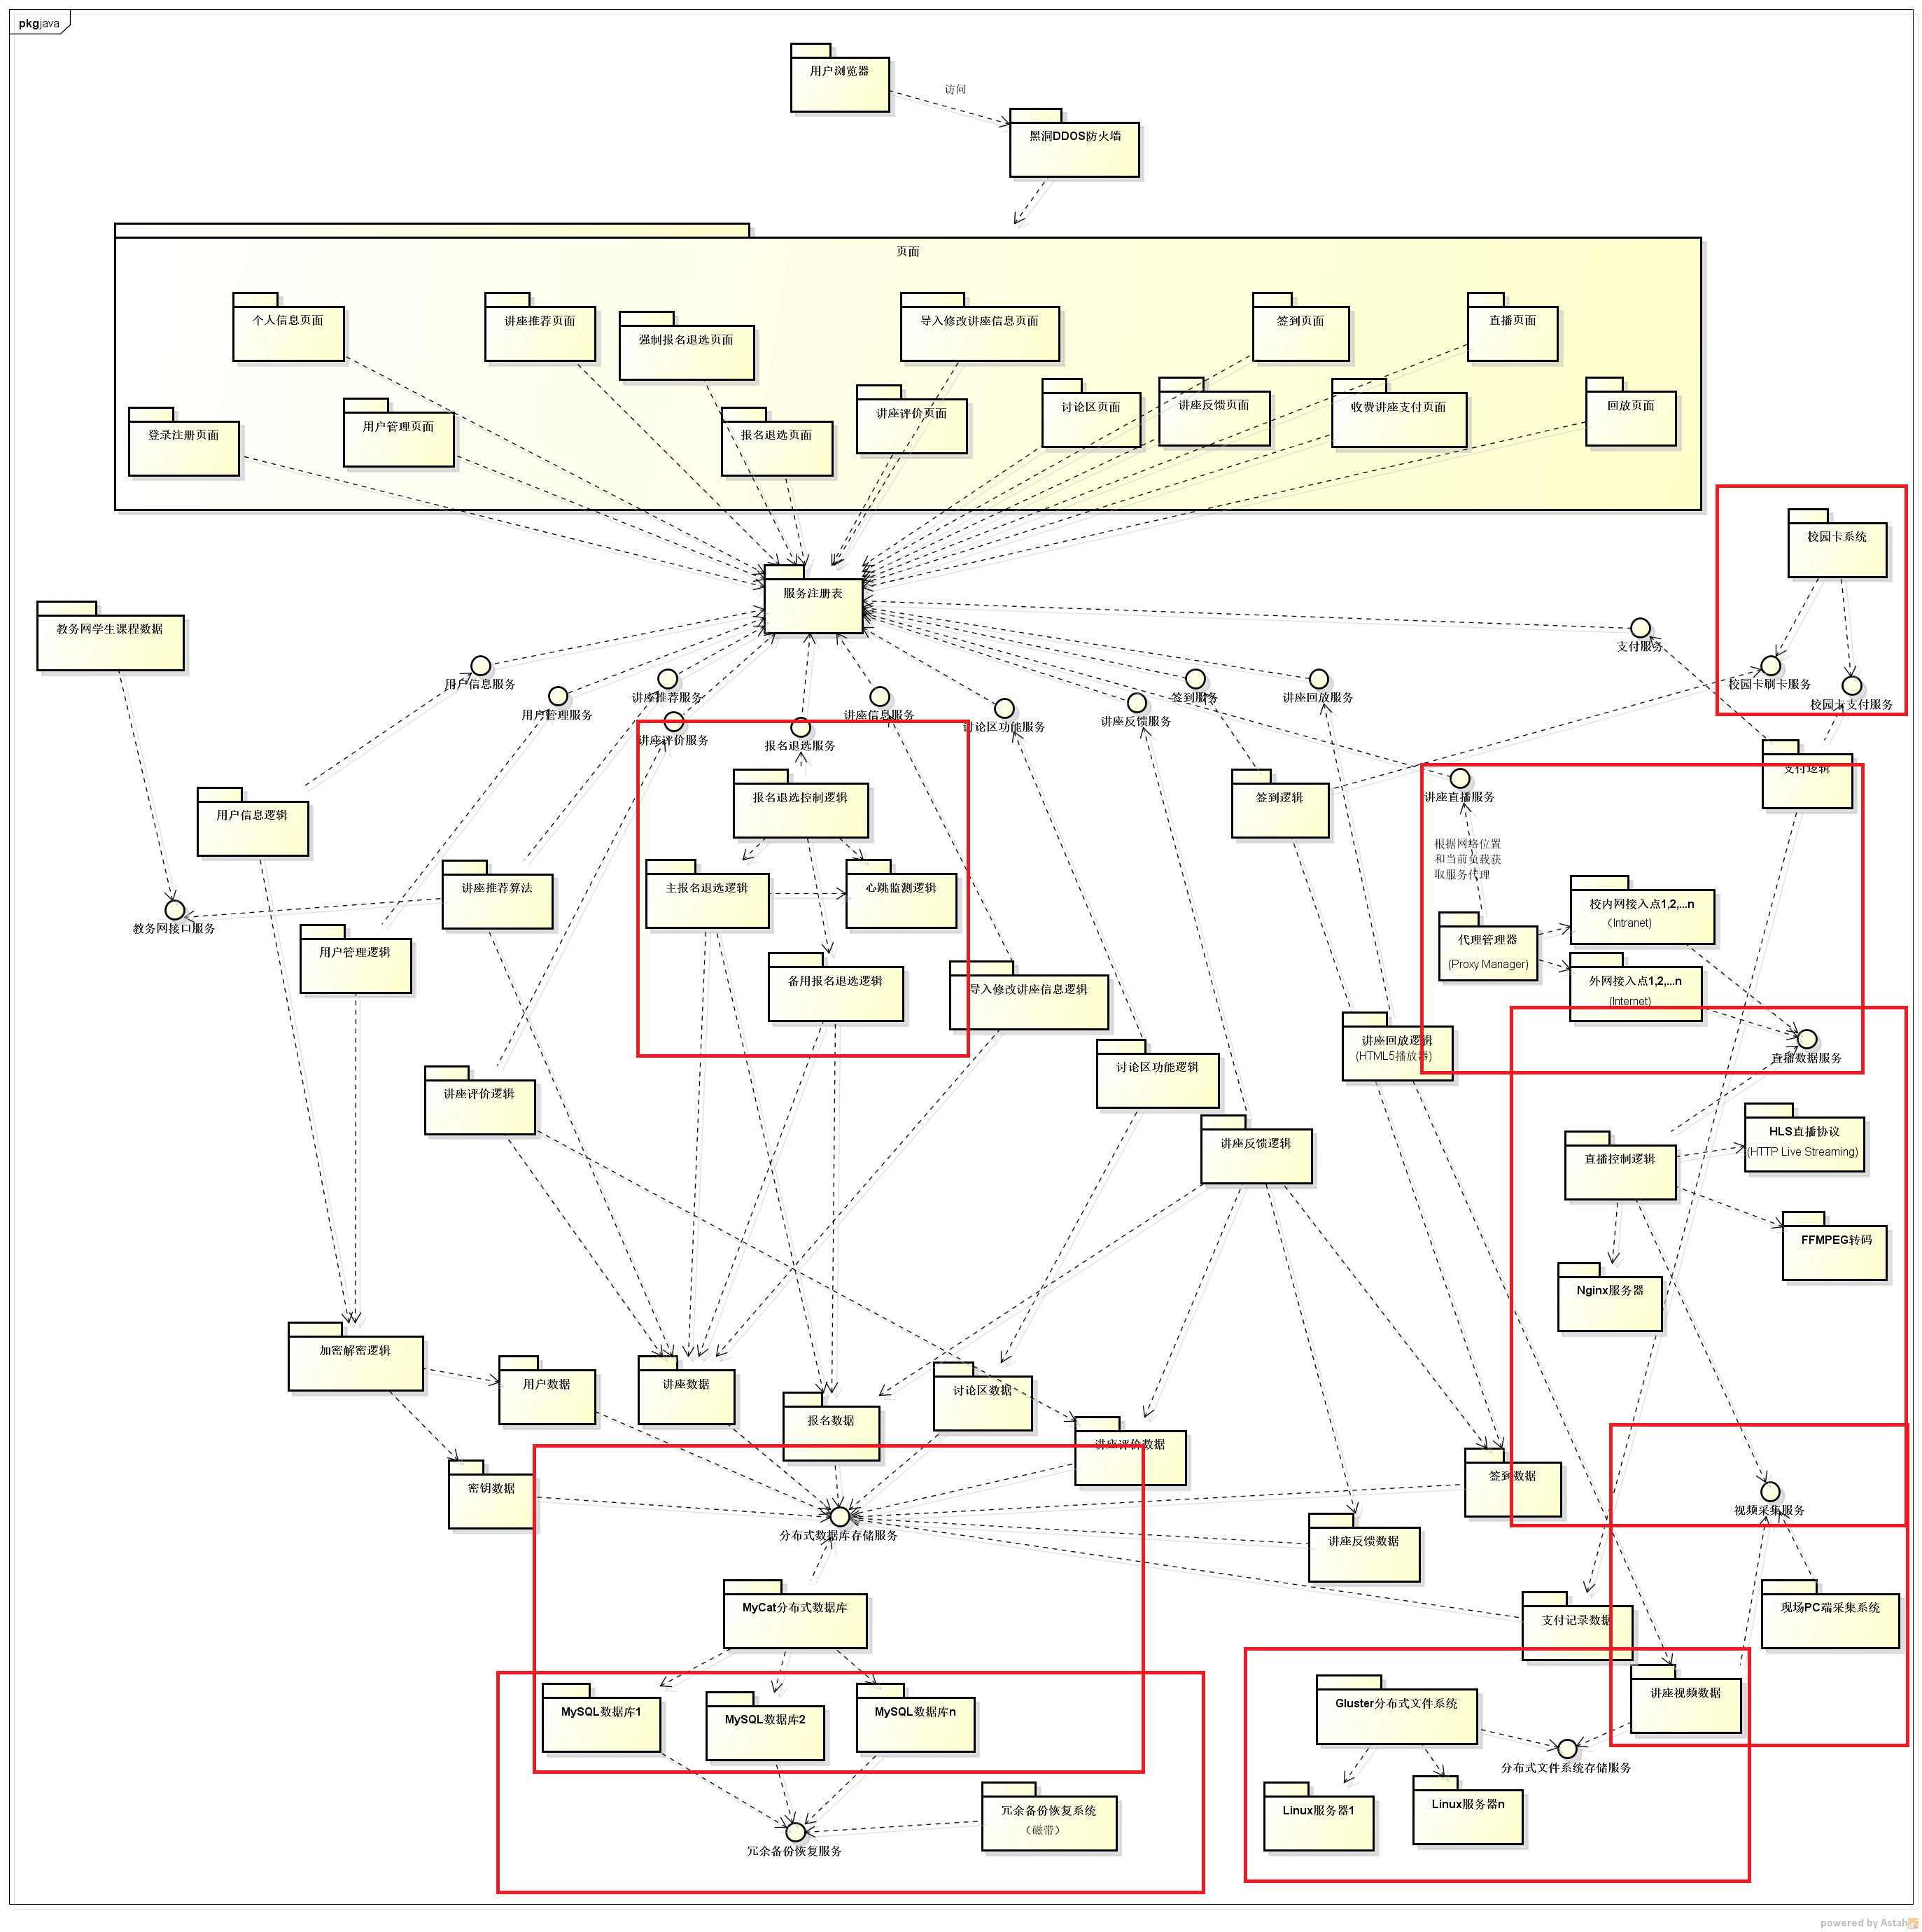 pkg java
用户浏览器
访问
黑洞DDOS防火墙
页面
个人信息页面
讲座推荐页面
强制报名退选页面
导入修改讲座信息页面
签到页面
直播页面
登录注册页面
用户管理页面
报名退选页面
讲座评价页面
讨论区页面
讲座反馈页面
收费讲座支付页面
回放页面
校园卡系统
服务注册表
教务网学生课程数据
支付服务
用户信息服务
用户管理服务
讲座推荐服务
讲座评价服务
报名退选服务
讲座信息服务
讨论区功能服务
讲座反馈服务
签到服务
讲座回放服务
校园卡刷卡服务
校园卡支付服务
支付逻辑
讲座直播服务
用户信息逻辑
报名退选控制逻辑
签到逻辑
根据网络位置
和当前负载获
取服务代理
讲座推荐算法
主报名退选逻辑
心跳监测逻辑
校内网接入点1,2,...n
(Intranet)
教务网接口服务
用户管理逻辑
代理管理器
(Proxy Manager)
备用报名退选逻辑
导入修改讲座信息逻辑
外网接入点1,2,...n
(Internet)
讲座回放逻辑
(HTML5播放器)
直播数据服务
讲座评价逻辑
讨论区功能逻辑
讲座反馈逻辑
HLS直播协议
(HTTP Live Streaming)
直播控制逻辑
FFMPEG转码
Nginx服务器
加密解密逻辑
用户数据
讲座数据
报名数据
讨论区数据
讲座评价数据
密钥数据
签到数据
视频采集服务
分布式数据库存储服务
讲座反馈数据
MyCat分布式数据库
支付记录数据
现场PC端采集系统
MySQL数据库1
MySQL数据库2
MySQL数据库n
Gluster分布式文件系统
讲座视频数据
分布式文件系统存储服务
Linux服务器1
Linux服务器n
冗余备份恢复系统
（磁带）
冗余备份恢复服务
powered by Astah